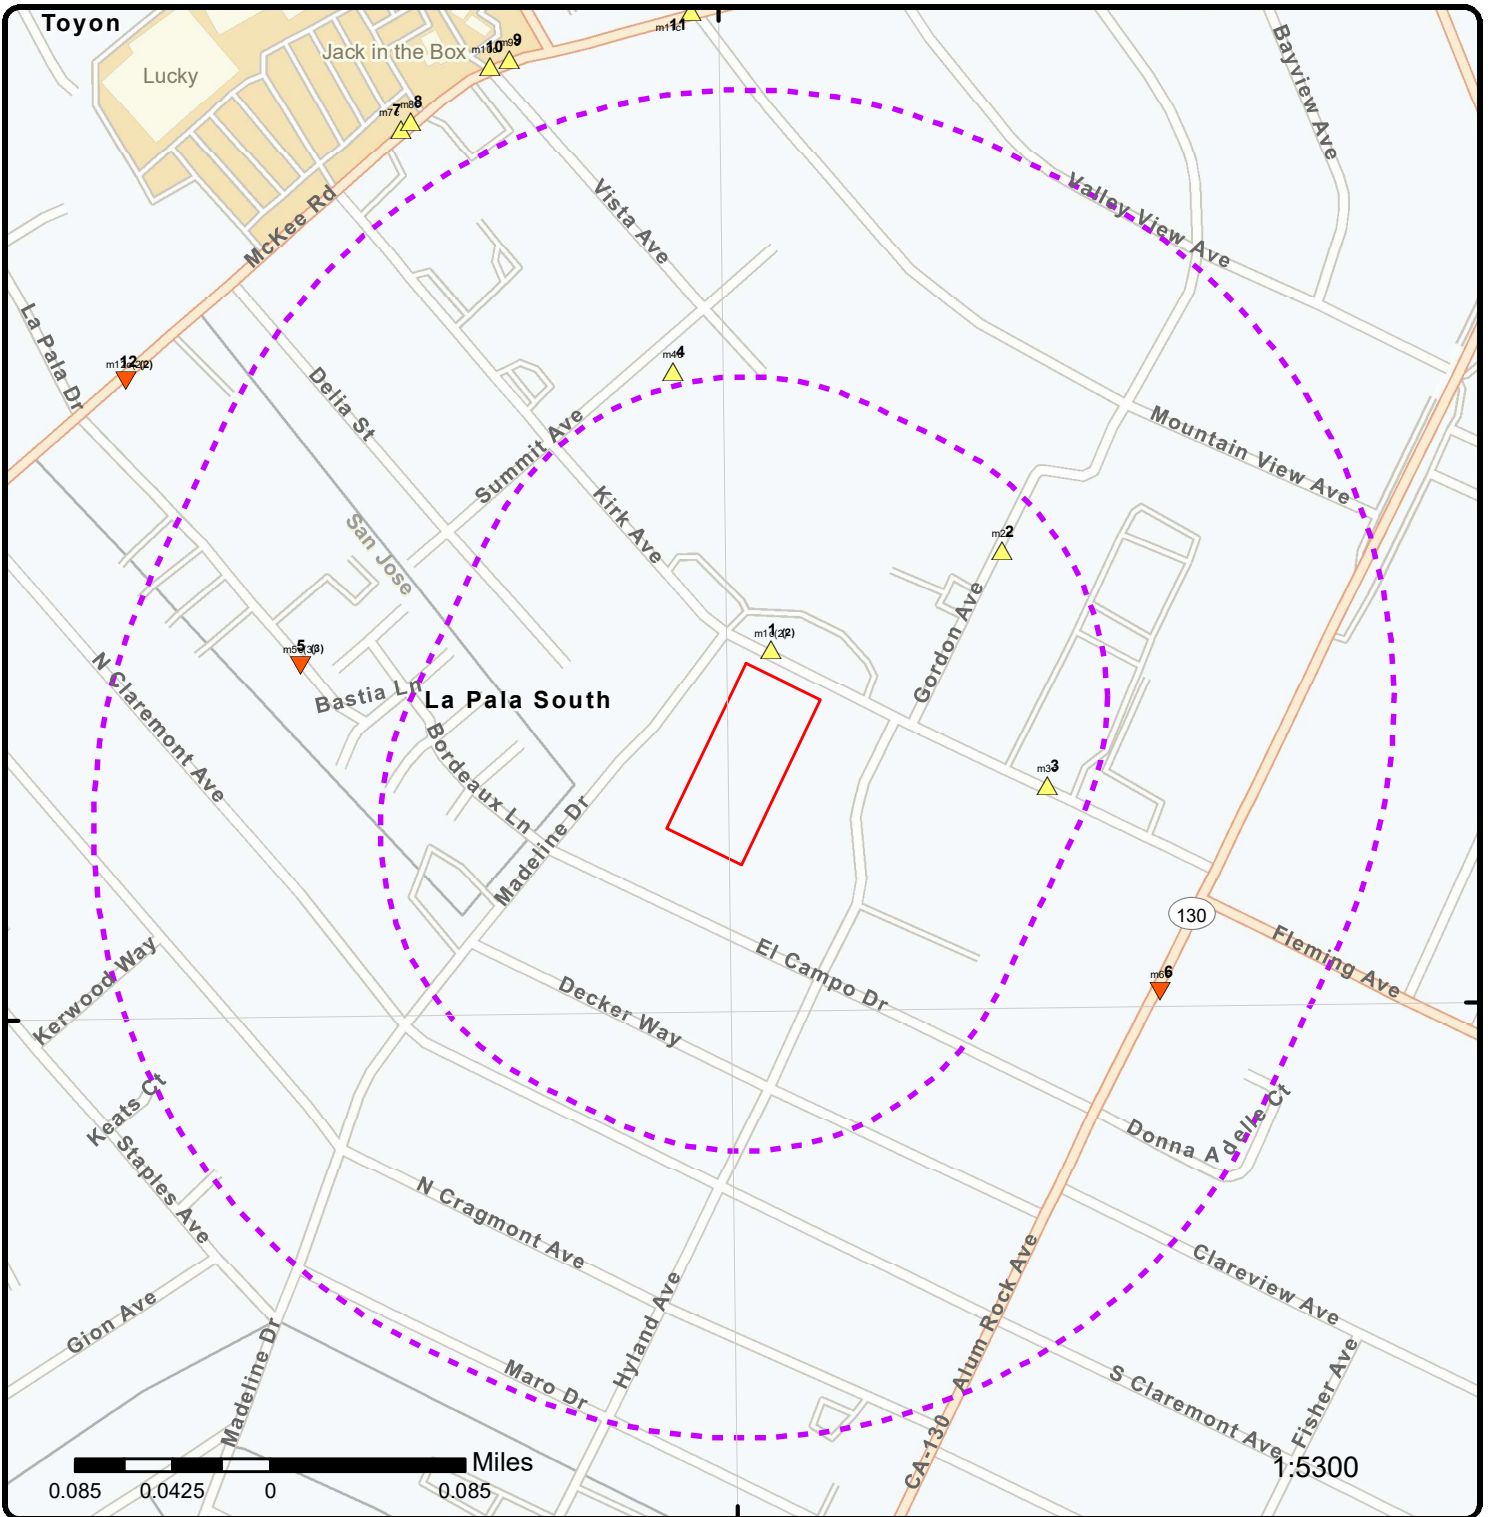 Toyon
Lucky
Jack in the Box
10
9
11
m11c
7
8
McKee Rd
Vista Ave
Bayview Ave
Valley View Ave
La Pala Dr
12
Delia St
4
Summit Ave
Mountain View Ave
Kirk Ave
San Jose
2
Gordon Ave
1
(2)
5
(3)
N Claremont Ave
Bastia Ln
La Pala South
Bordeaux Ln
3
Madeline Dr
130
6
Fleming Ave
El Campo Dr
Decker Way
Kerwood Way
Keats Ct
Staples Ave
Donna Adelle Ct
N Cragmont Ave
Clareview Ave
Gion Ave
Hyland Ave
Alum Rock Ave
Madeline Dr
Maro Dr
S Claremont Ave
Fisher Ave
CA-130
Miles
0.085 0.0425 0 0.085
1:5300